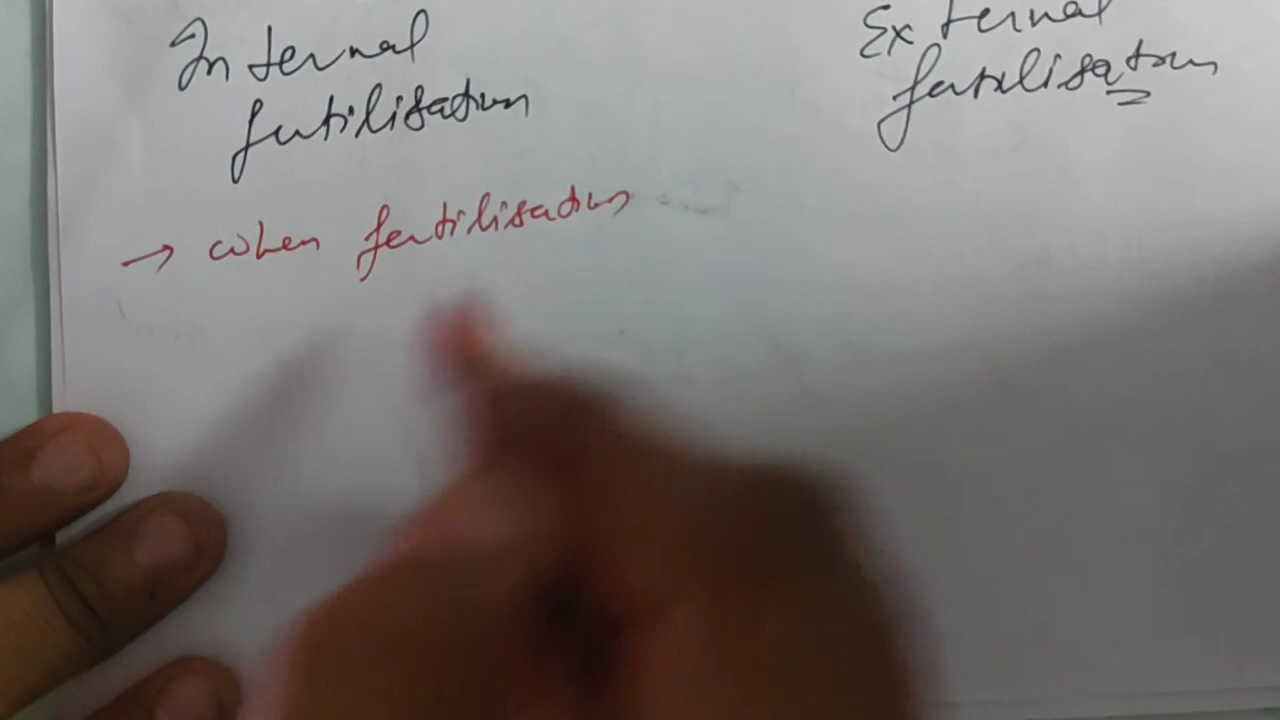 Internal
fertilisation
External
fertilisation
→ when fertilisation